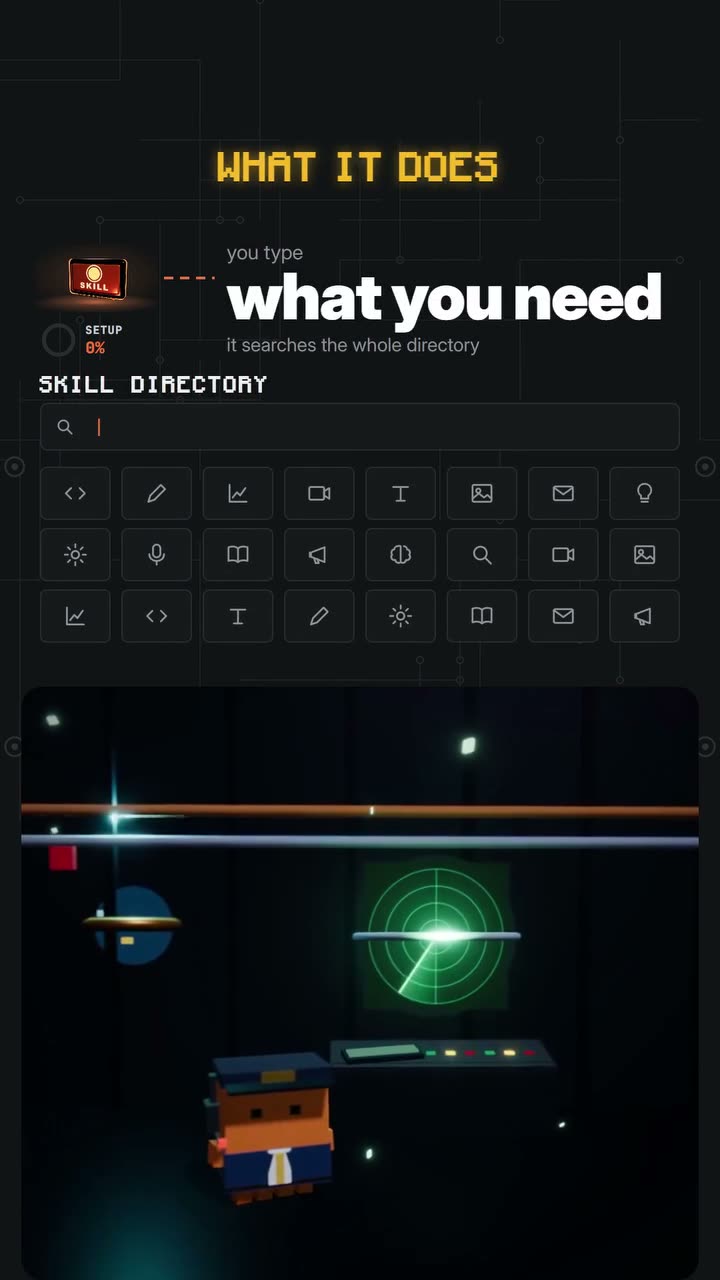 WHAT IT DOES
you type
what you need
SKILL
it searches the whole directory
SETUP
0%
SKILL DIRECTORY